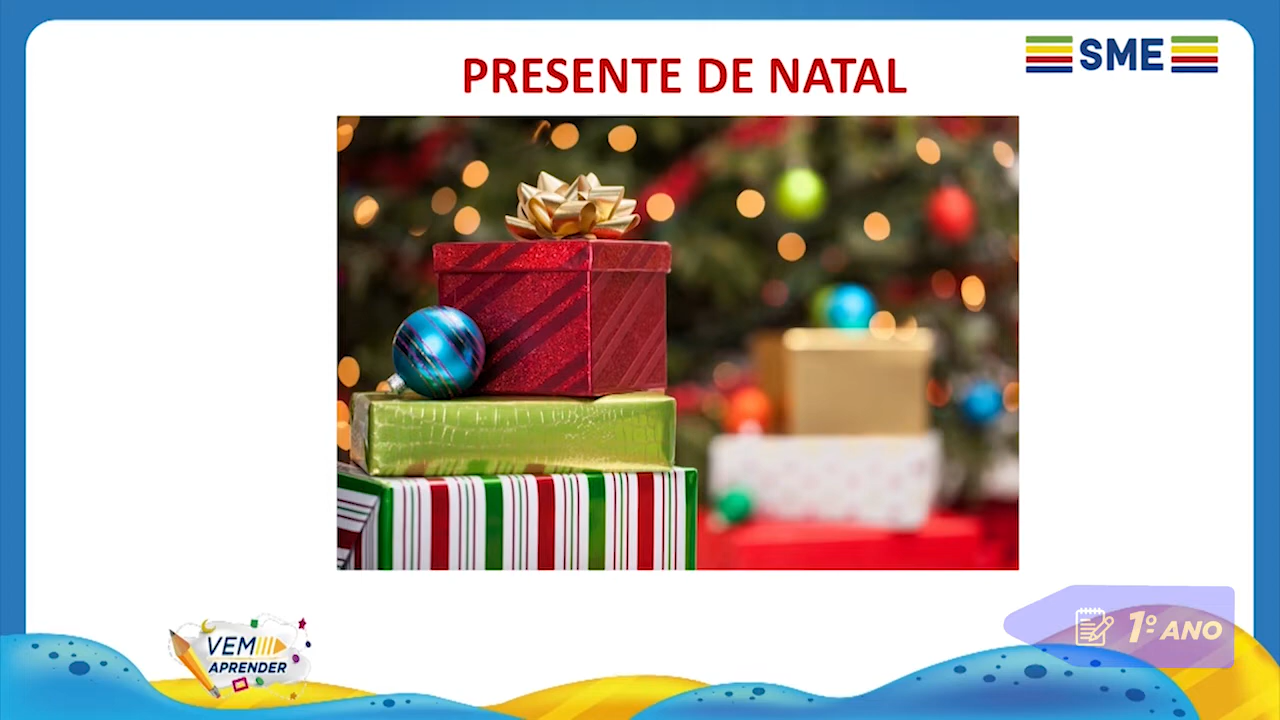 PRESENTE DE NATAL
SME
VEM
APRENDER
1º ANO